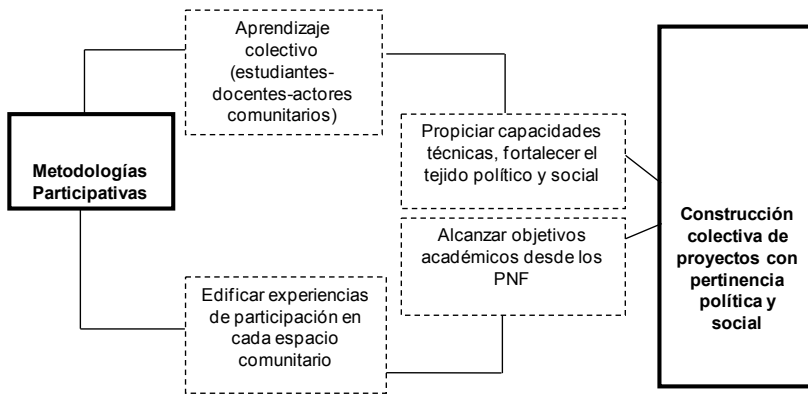 Aprendizaje
colectivo
(estudiantes-
docentes-actores
comunitarios)
Metodologías
Participativas
Edificar experiencias
de participación en
cada espacio
comunitario
Propiciar capacidades
técnicas, fortalecer el
tejido político y social
Alcanzar objetivos
académicos desde los
PNF
Construcción
colectiva de
proyectos con
pertinencia
política y
social